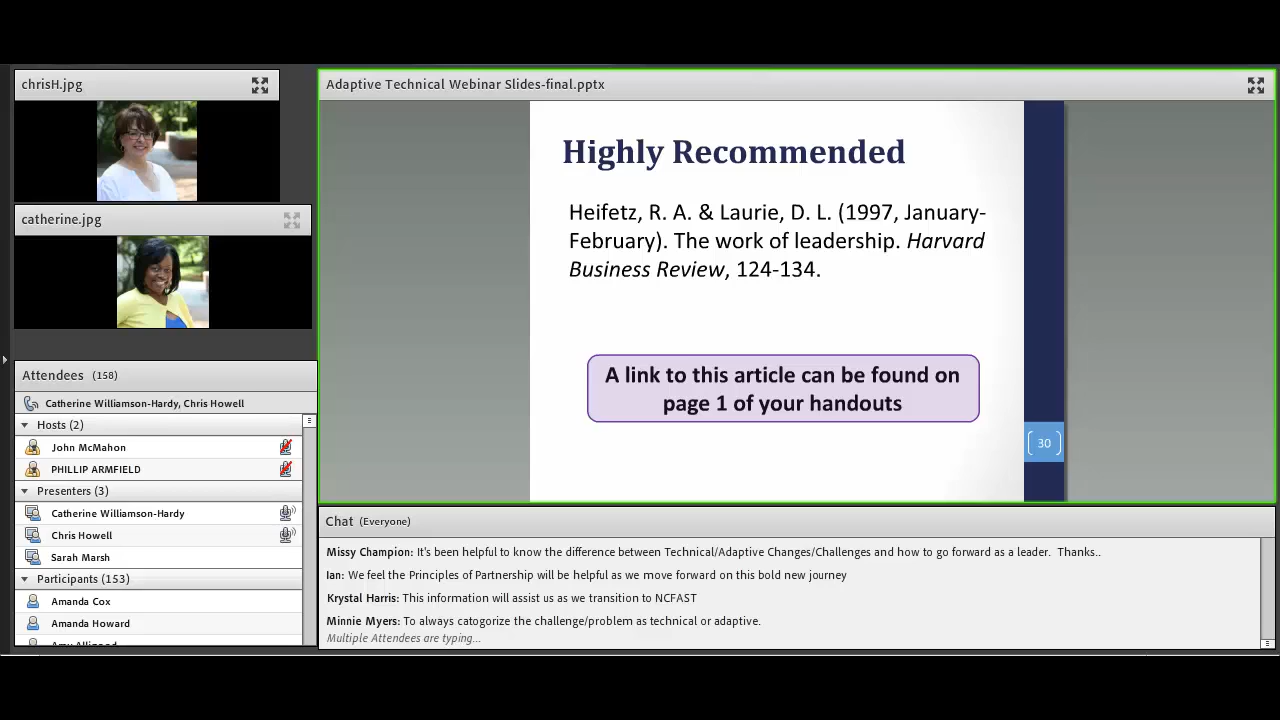 chrisH.jpg
catherine.jpg
Attendees (158)
Catherine Williamson-Hardy, Chris Howell
Hosts (2)
John McMahon
PHILLIP ARMFIELD
Presenters (3)
Catherine Williamson-Hardy
Chris Howell
Sarah Marsh
Participants (153)
Amanda Cox
Amanda Howard
Adaptive Technical Webinar Slides-final.pptx
Highly Recommended
Heifetz, R. A. & Laurie, D. L. (1997, January-
February). The work of leadership. Harvard
Business Review, 124-134.
A link to this article can be found on
page 1 of your handouts
30
Chat (Everyone)
Missy Champion: It's been helpful to know the difference between Technical/Adaptive Changes/Challenges and how to go forward as a leader. Thanks..
Ian: We feel the Principles of Partnership will be helpful as we move forward on this bold new journey
Krystal Harris: This information will assist us as we transition to NCFAST
Minnie Myers: To always catogorize the challenge/problem as technical or adaptive.
Multiple Attendees are typing...